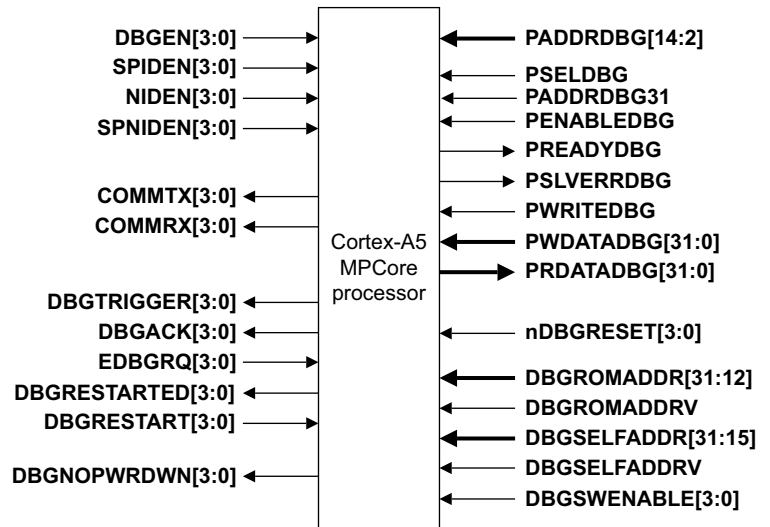 DBGEN[3:0]
SPIDEN[3:0]
NIDEN[3:0]
SPNIDEN[3:0]
COMMTX[3:0]
COMMRX[3:0]
DBGTRIGGER[3:0]
DBGACK[3:0]
EDBGRQ[3:0]
DBGRESTARTED[3:0]
DBGRESTART[3:0]
DBGNOPWRDWN[3:0]
Cortex-A5
MPCore
processor
PADDRDBG[14:2]
PSELDBG
PADDRDBG31
PENABLEDBG
PREADYDBG
PSLVERRDBG
PWRITEDBG
PWDATADBG[31:0]
PRDATADBG[31:0]
nDBGRESET[3:0]
DBGROMADDR[31:12]
DBGROMADDRV
DBGSELFADDR[31:15]
DBGSELFADDRV
DBGSWENABLE[3:0]